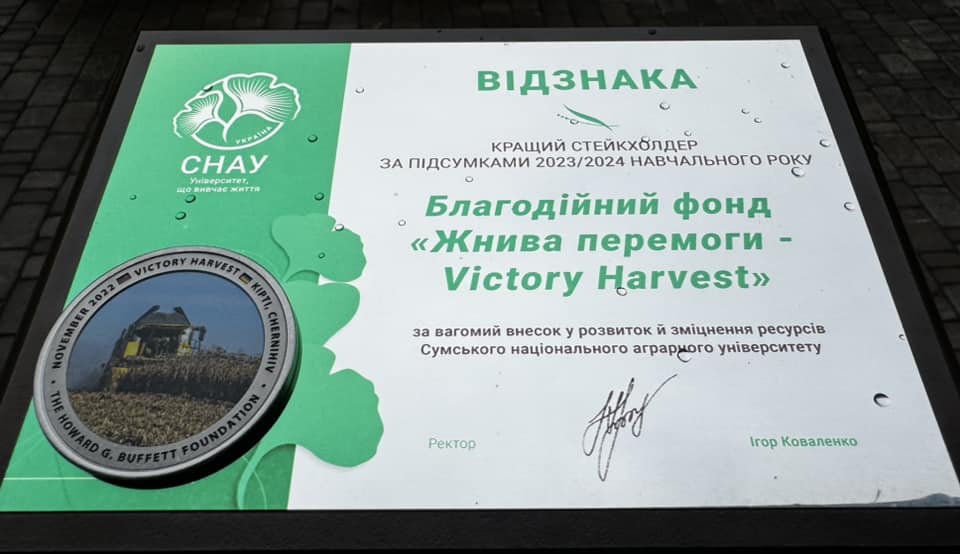 УКРАЇНА
СНАУ
Університет,
що вивчає життя
ВІДЗНАКА
КРАЩИЙ СТЕЙКХОЛДЕР
ЗА ПІДСУМКАМИ 2023/2024 НАВЧАЛЬНОГО РОКУ
Благодійний фонд
«Жнива перемоги -
Victory Harvest»
за вагомий внесок у розвиток й зміцнення ресурсів
Сумського національного аграрного університету
Ректор
Ігор Коваленко
NOVEMBER 2022 VICTORY HARVEST KIPTI, CHERNIHIV
THE HOWARD G. BUFFETT FOUNDATION